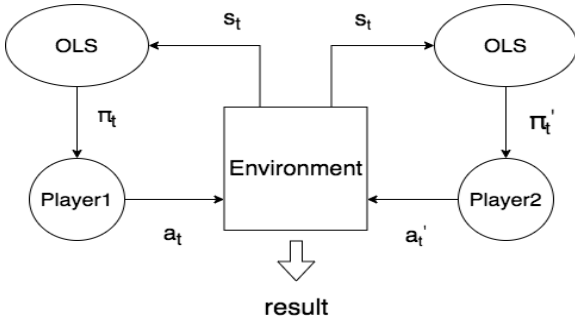 s_t s_t
OLS OLS
π_t π_t'
Environment
Player1 Player2
a_t a_t'
result